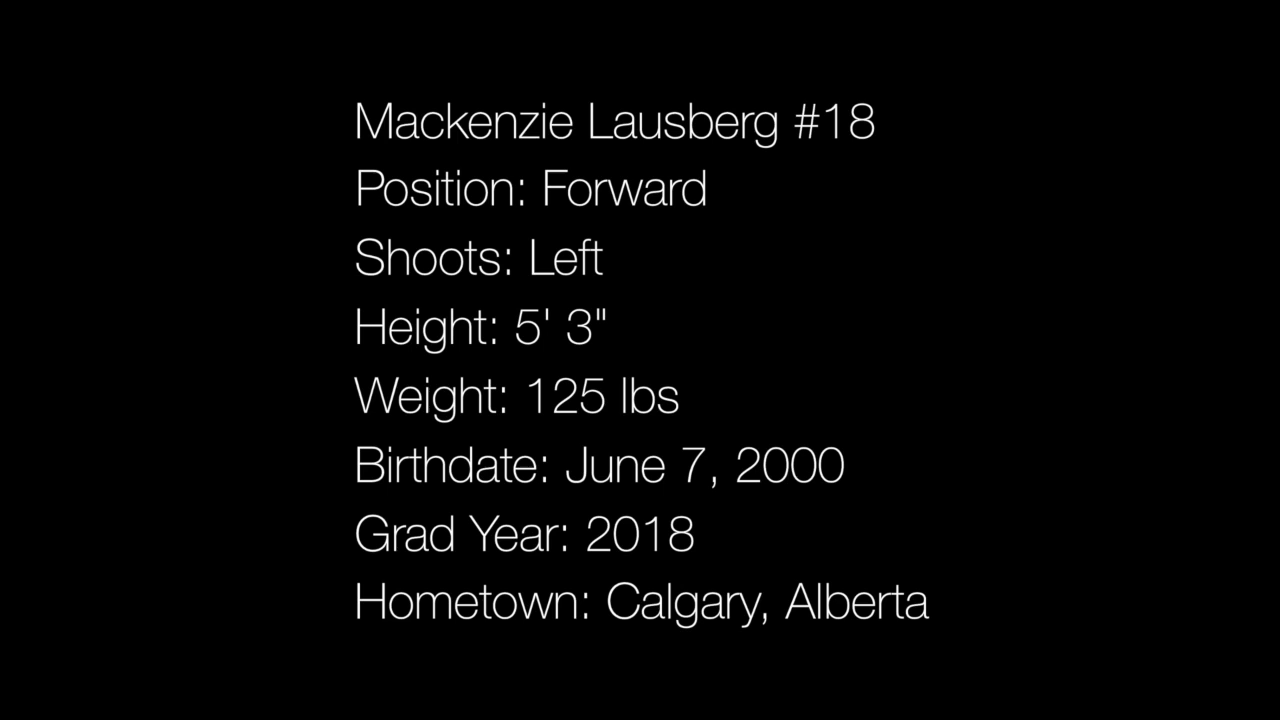 Mackenzie Lausberg #18
Position: Forward
Shoots: Left
Height: 5' 3"
Weight: 125 lbs
Birthdate: June 7, 2000
Grad Year: 2018
Hometown: Calgary, Alberta